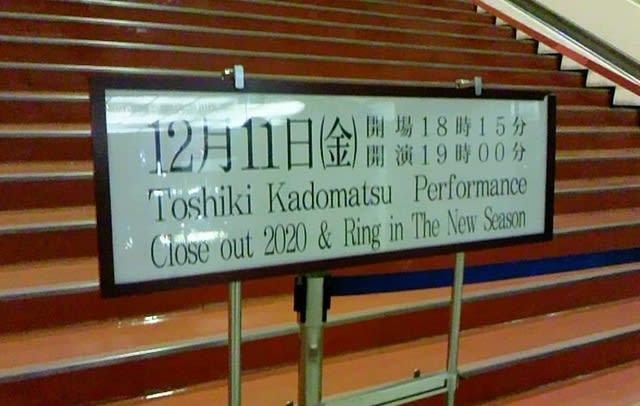 12月11日(金) 開場18時15分
開演19時00分
Toshiki Kadomatsu Performance
Close out 2020 & Ring in The New Season